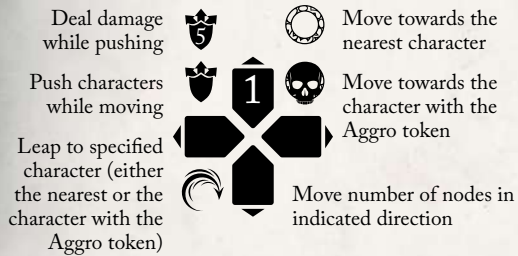 Deal damage
while pushing
5
Move towards the
nearest character
Push characters
while moving
1
Move towards the
character with the
Aggro token
Leap to specified
character (either
the nearest or the
character with the
Aggro token)
Move number of nodes in
indicated direction